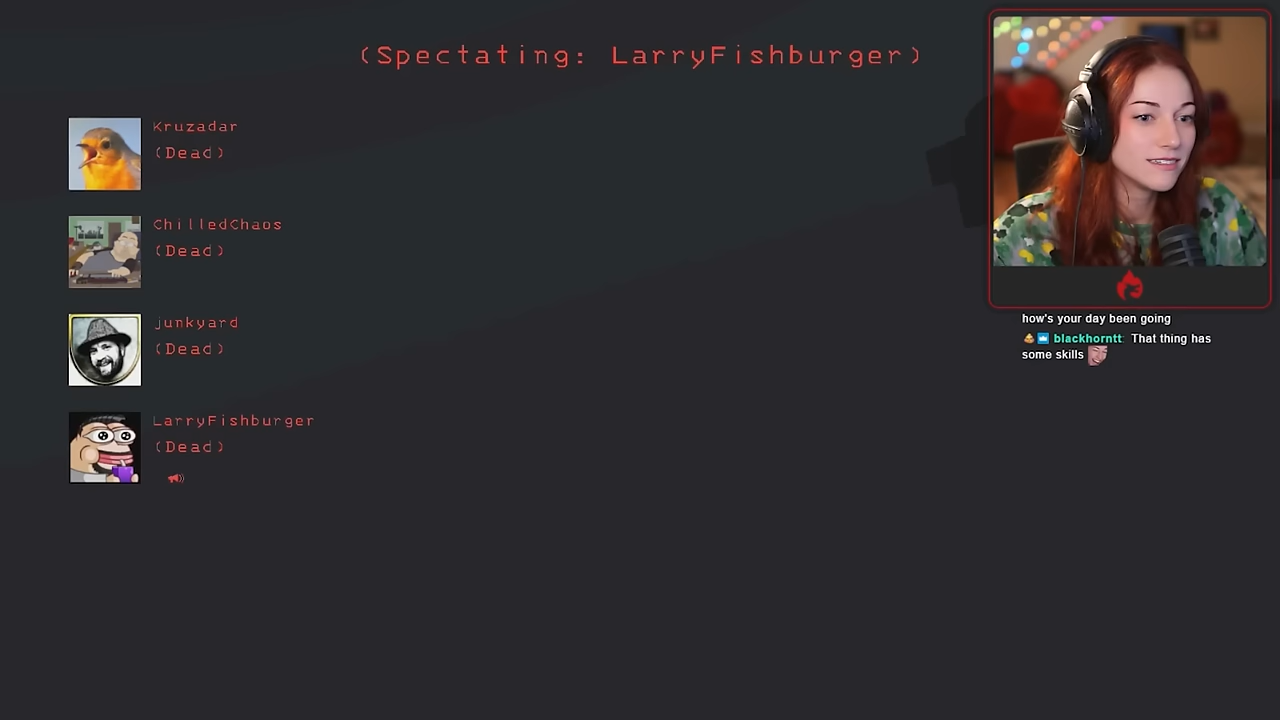 (Spectating: LarryFishburger)
Kruzadar
(Dead)
ChilledChaos
(Dead)
junkyard
(Dead)
LarryFishburger
(Dead)
how's your day been going
blackhorntt: That thing has
some skills